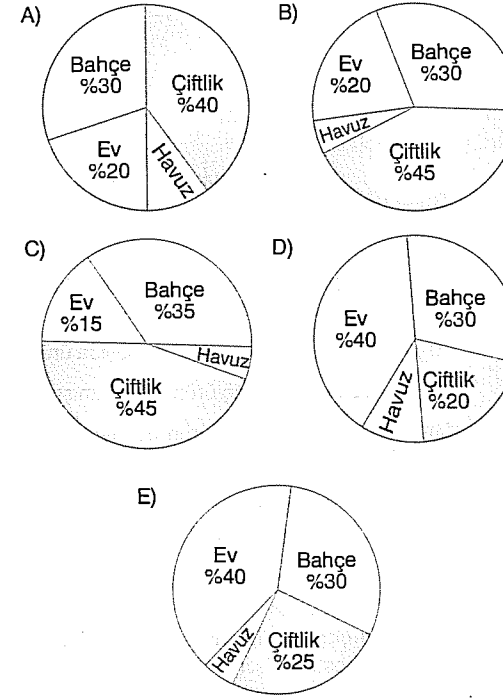 A)
Bahçe
%30
Çiftlik
%40
Ev
%20
Havuz
B)
Ev
%20
Bahçe
%30
Havuz
Çiftlik
%45
C)
Ev
%15
Bahçe
%35
Havuz
Çiftlik
%45
D)
Ev
%40
Bahçe
%30
Havuz
Çiftlik
%20
E)
Ev
%40
Bahçe
%30
Havuz
Çiftlik
%25